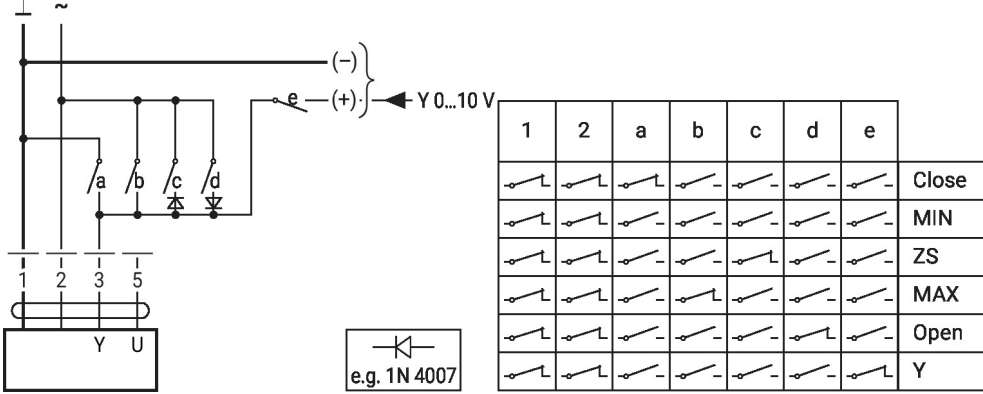 ⊥ ~
(–)
e (+) Y 0...10 V
a b c d
1 2 3 5
Y U
e.g. 1N 4007
1 2 a b c d e
Close
MIN
ZS
MAX
Open
Y